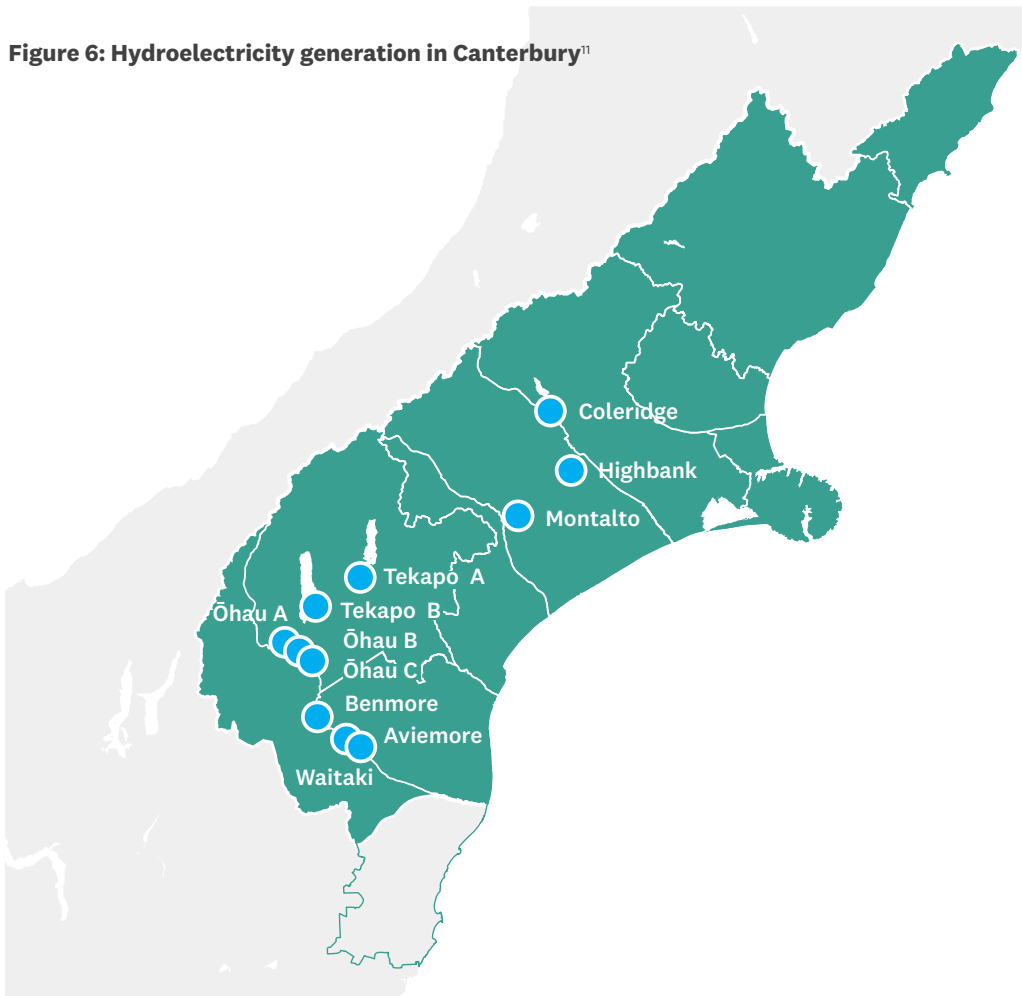 Figure 6: Hydroelectricity generation in Canterbury¹¹
Coleridge
Highbank
Montalto
Tekapo A
Tekapo B
Ōhau A
Ōhau B
Ōhau C
Benmore
Aviemore
Waitaki